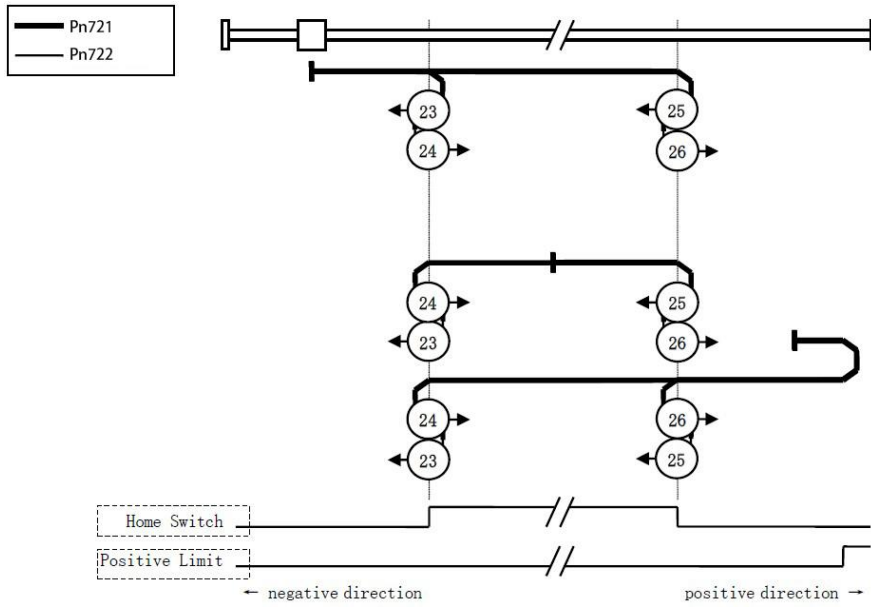 Pn721
Pn722
23
25
24
26
24
25
23
26
24
26
23
25
Home Switch
Positive Limit
← negative direction
positive direction →